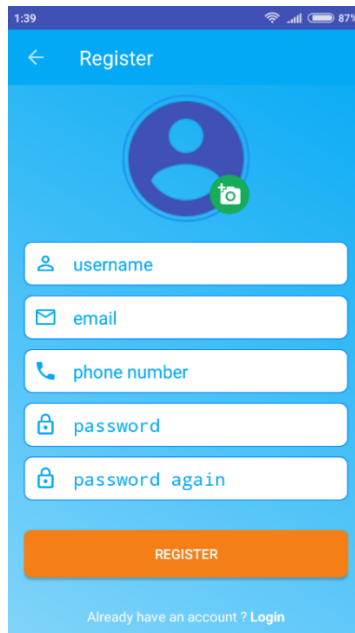 1:39 87%
Register
username
email
phone number
password
password again
REGISTER
Already have an account ? Login